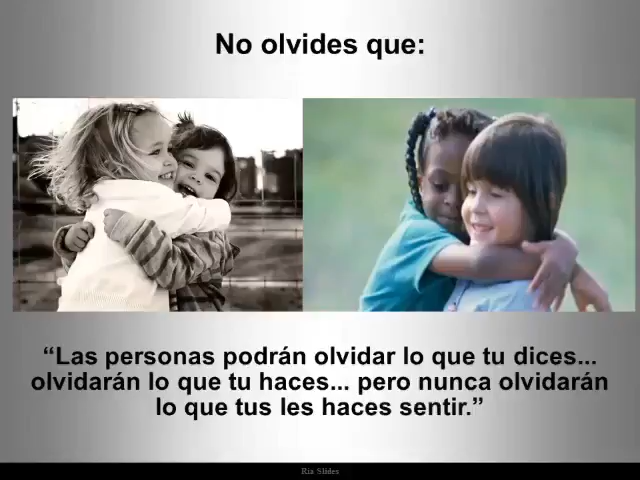 No olvides que:
“Las personas podrán olvidar lo que tu dices...
olvidarán lo que tu haces... pero nunca olvidarán
lo que tus les haces sentir.”
Ria Slides